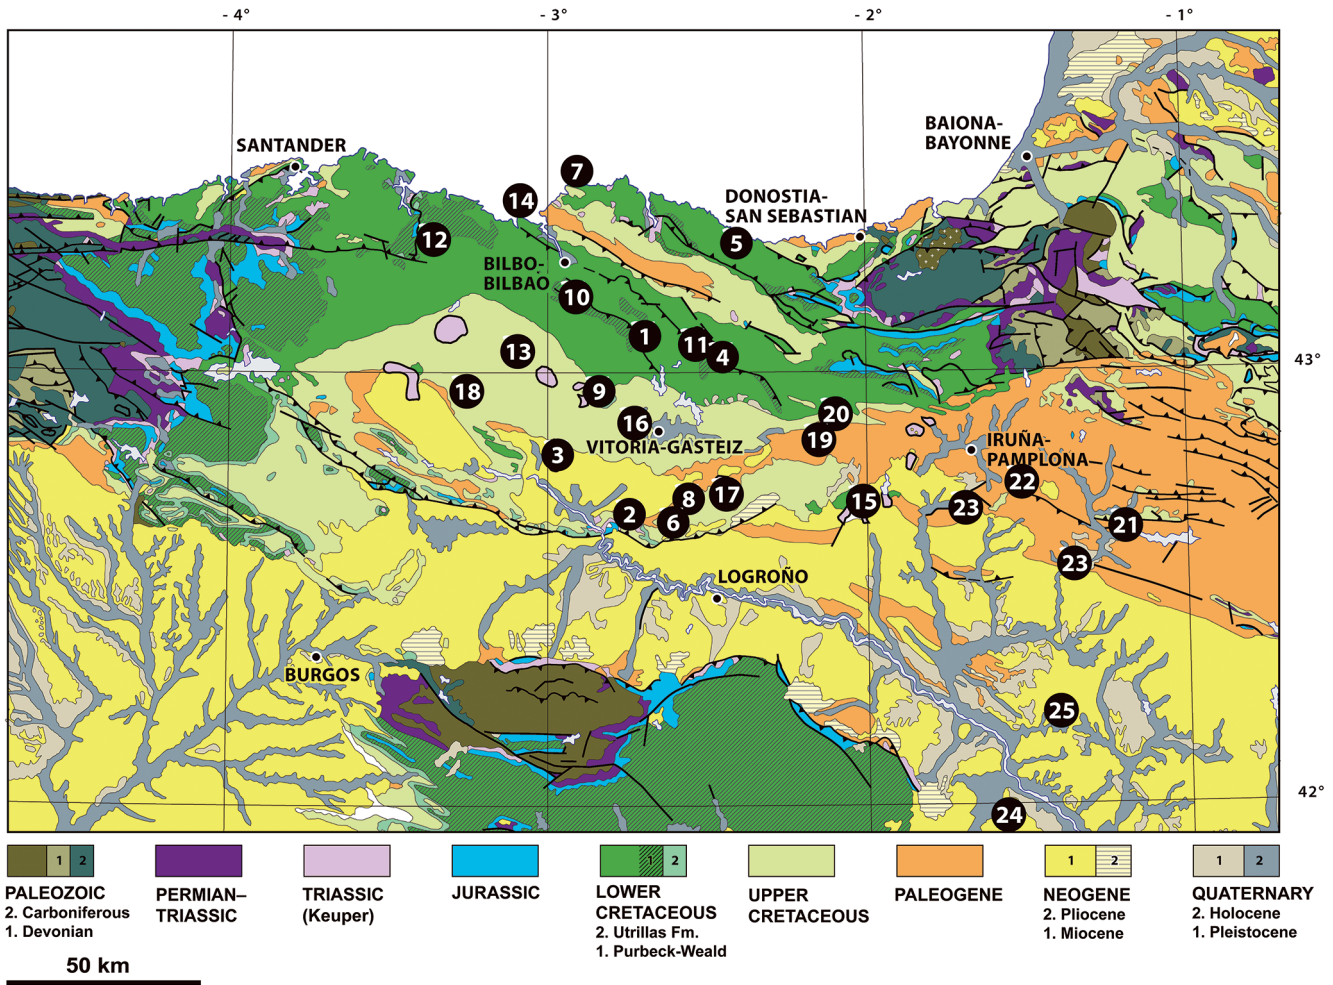 - 4°
- 3°
- 2°
- 1°
BAIONA-
BAYONNE
SANTANDER
7
14
DONOSTIA-
SAN SEBASTIAN
12
5
BILBO-
BILBAO
10
1
11
4
13
43°
18
9
20
16
VITORIA-GASTEIZ
19
IRUÑA-
PAMPLONA
3
22
8
17
15
23
2
6
21
23
LOGROÑO
BURGOS
25
42°
24
1
2
1
2
1
2
1
2
PALEOZOIC
2. Carboniferous
1. Devonian
PERMIAN–
TRIASSIC
TRIASSIC
(Keuper)
JURASSIC
LOWER
CRETACEOUS
2. Utrillas Fm.
1. Purbeck-Weald
UPPER
CRETACEOUS
PALEOGENE
NEOGENE
2. Pliocene
1. Miocene
QUATERNARY
2. Holocene
1. Pleistocene
50 km